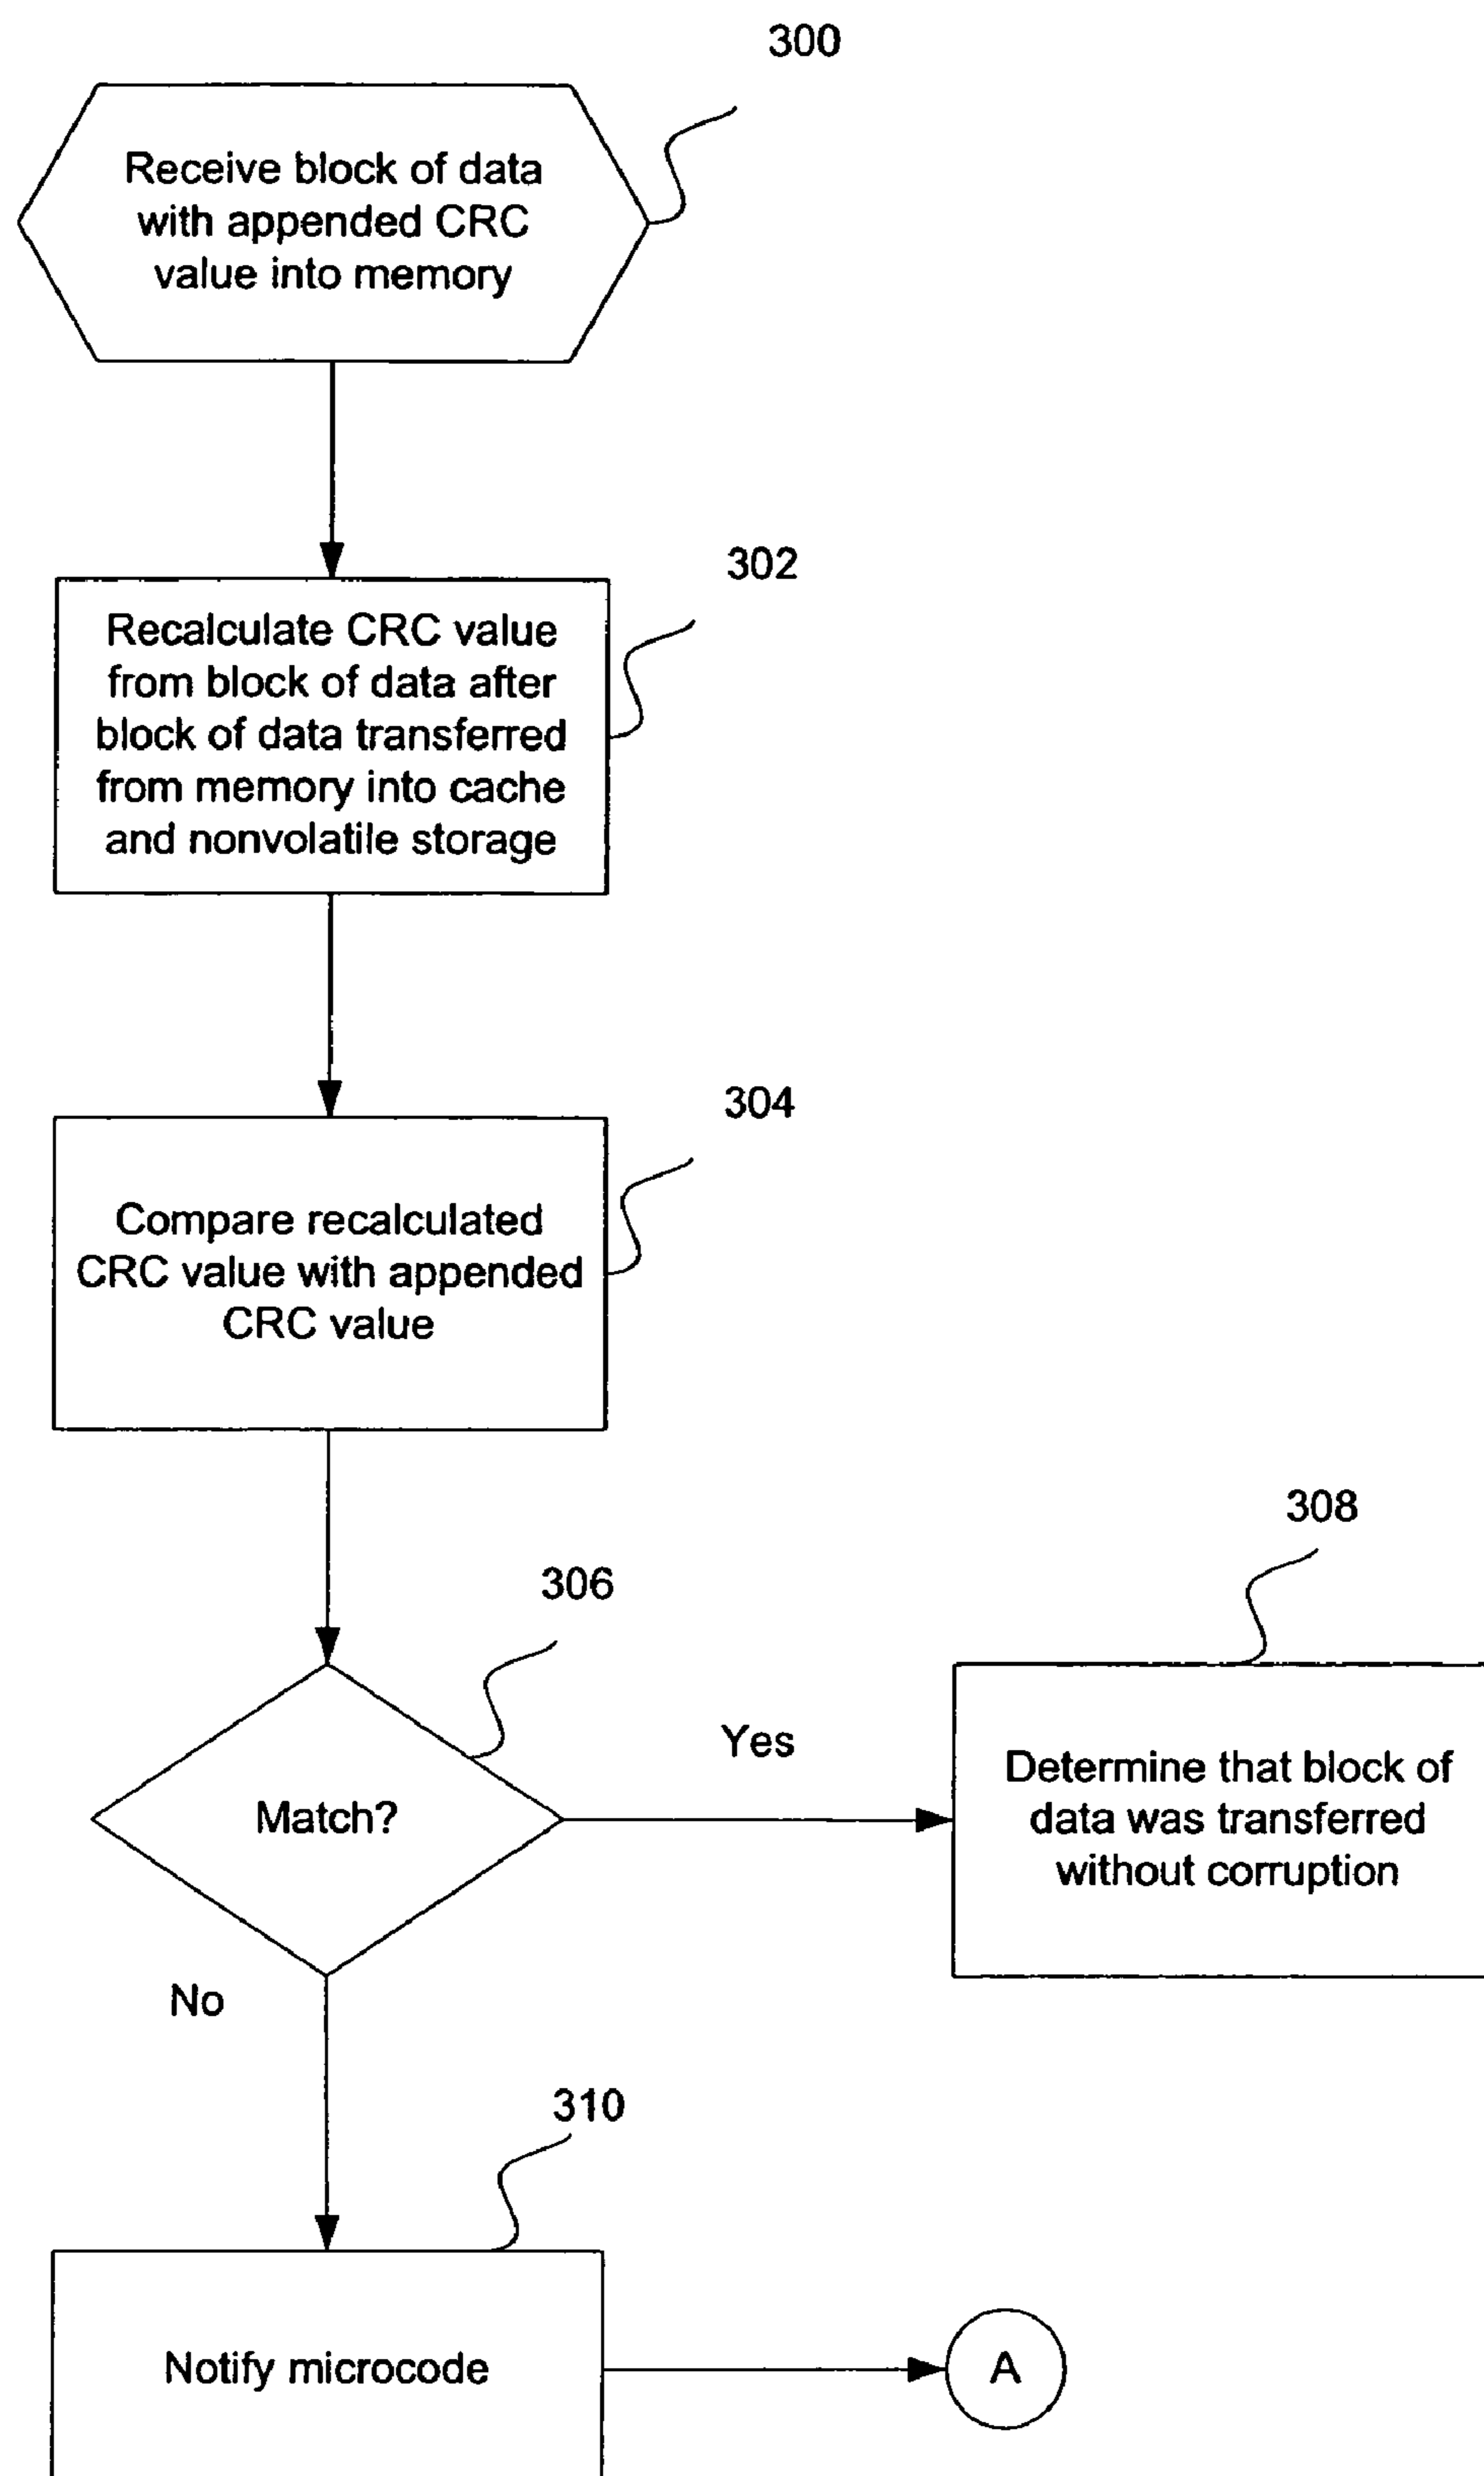 300
Receive block of data
with appended CRC
value into memory
302
Recalculate CRC value
from block of data after
block of data transferred
from memory into cache
and nonvolatile storage
304
Compare recalculated
CRC value with appended
CRC value
306
Match?
Yes
308
Determine that block of
data was transferred
without corruption
No
310
Notify microcode
A